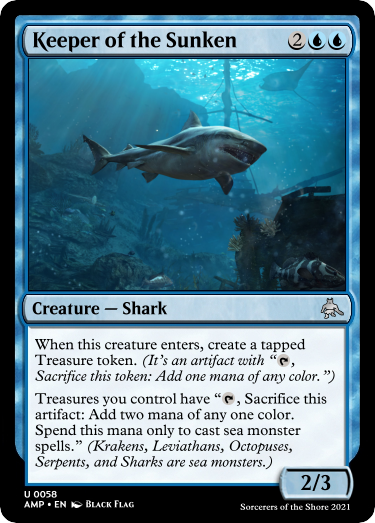 Keeper of the Sunken 2
Creature — Shark
When this creature enters, create a tapped
Treasure token. (It's an artifact with “,
Sacrifice this token: Add one mana of any color.”)
Treasures you control have “, Sacrifice this
artifact: Add two mana of any one color.
Spend this mana only to cast sea monster
spells.” (Krakens, Leviathans, Octopuses,
Serpents, and Sharks are sea monsters.)
2/3
U 0058
AMP • EN Black Flag
Sorcerers of the Shore 2021